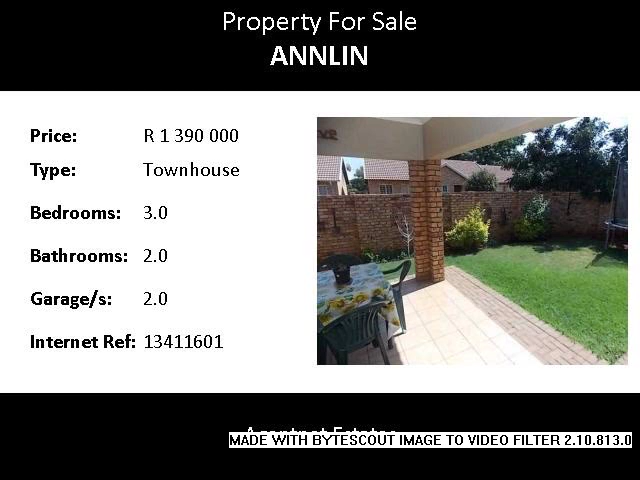 Property For Sale
ANNLIN
Price: R 1 390 000
Type: Townhouse
Bedrooms: 3.0
Bathrooms: 2.0
Garage/s: 2.0
Internet Ref: 13411601
MADE WITH BYTESCOUT IMAGE TO VIDEO FILTER 2.10.813.0